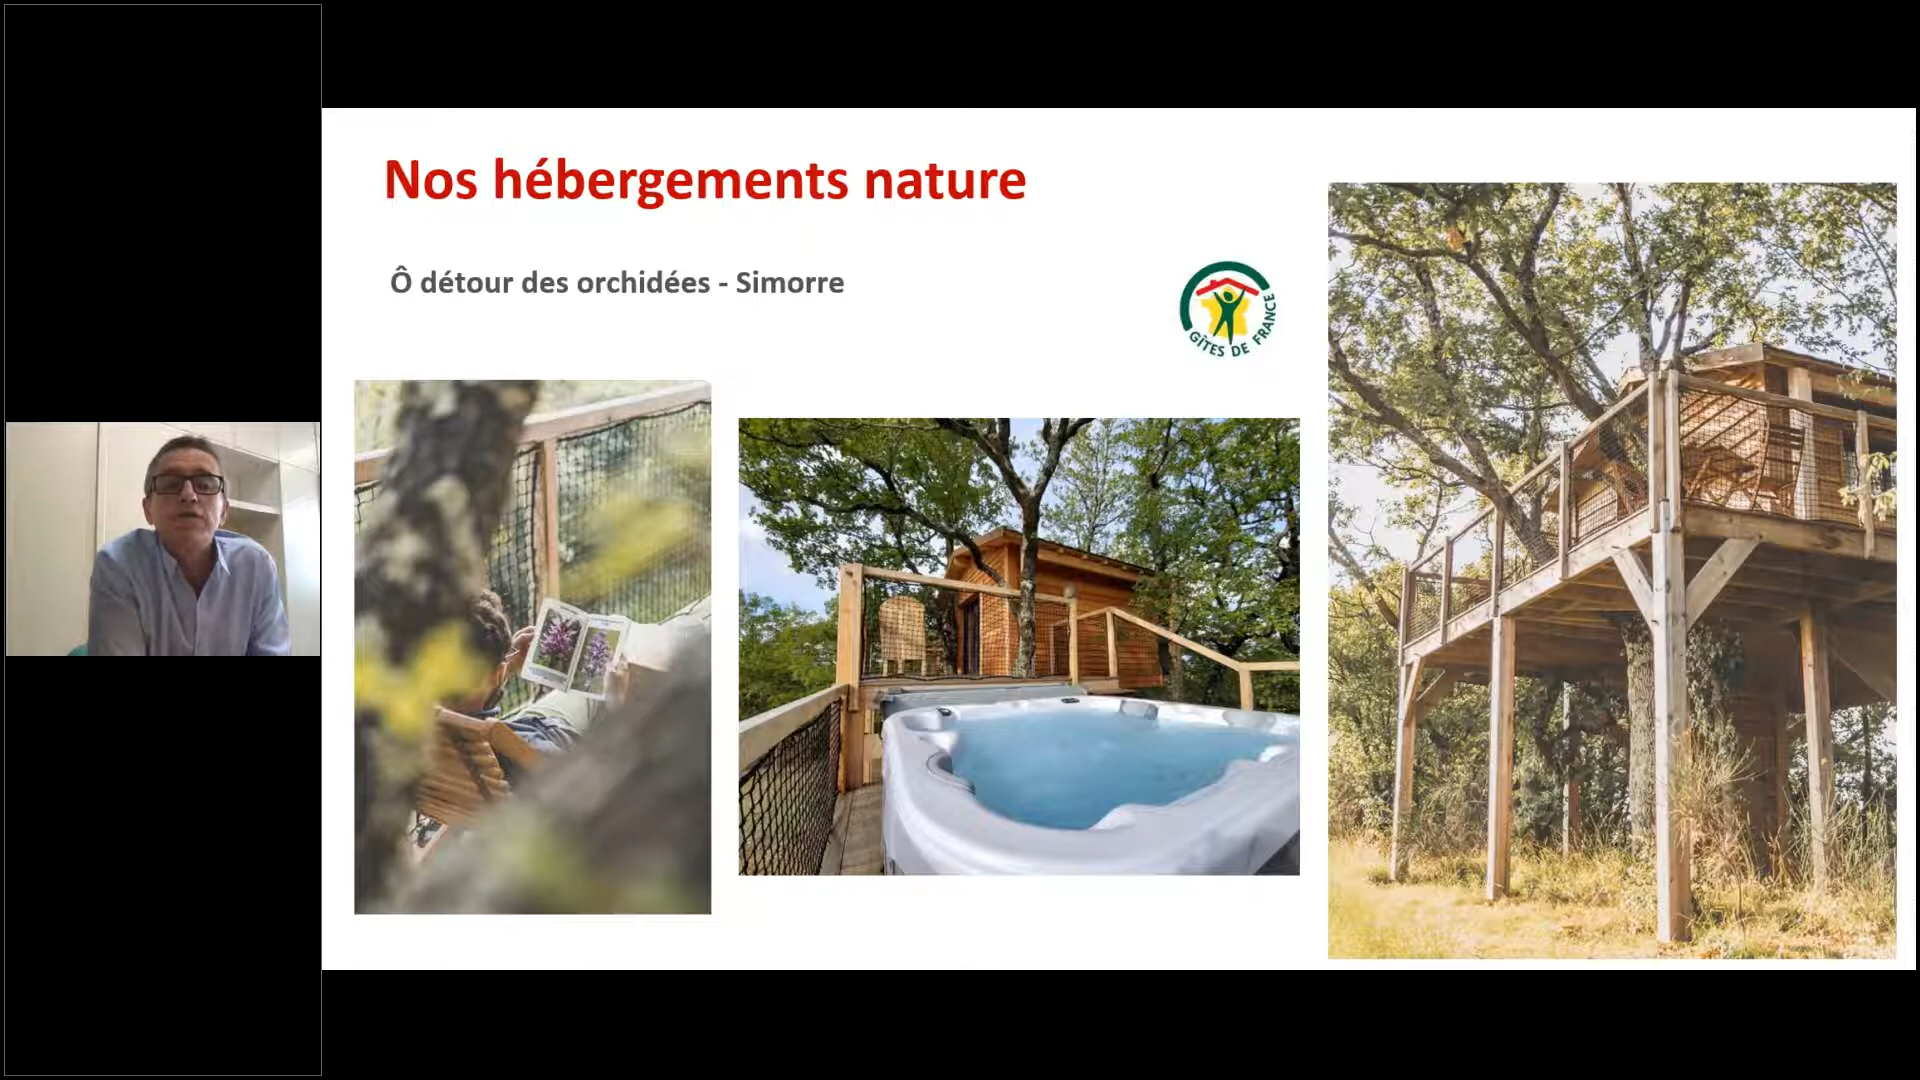 Nos hébergements nature
Ô détour des orchidées - Simorre
GÎTES DE FRANCE